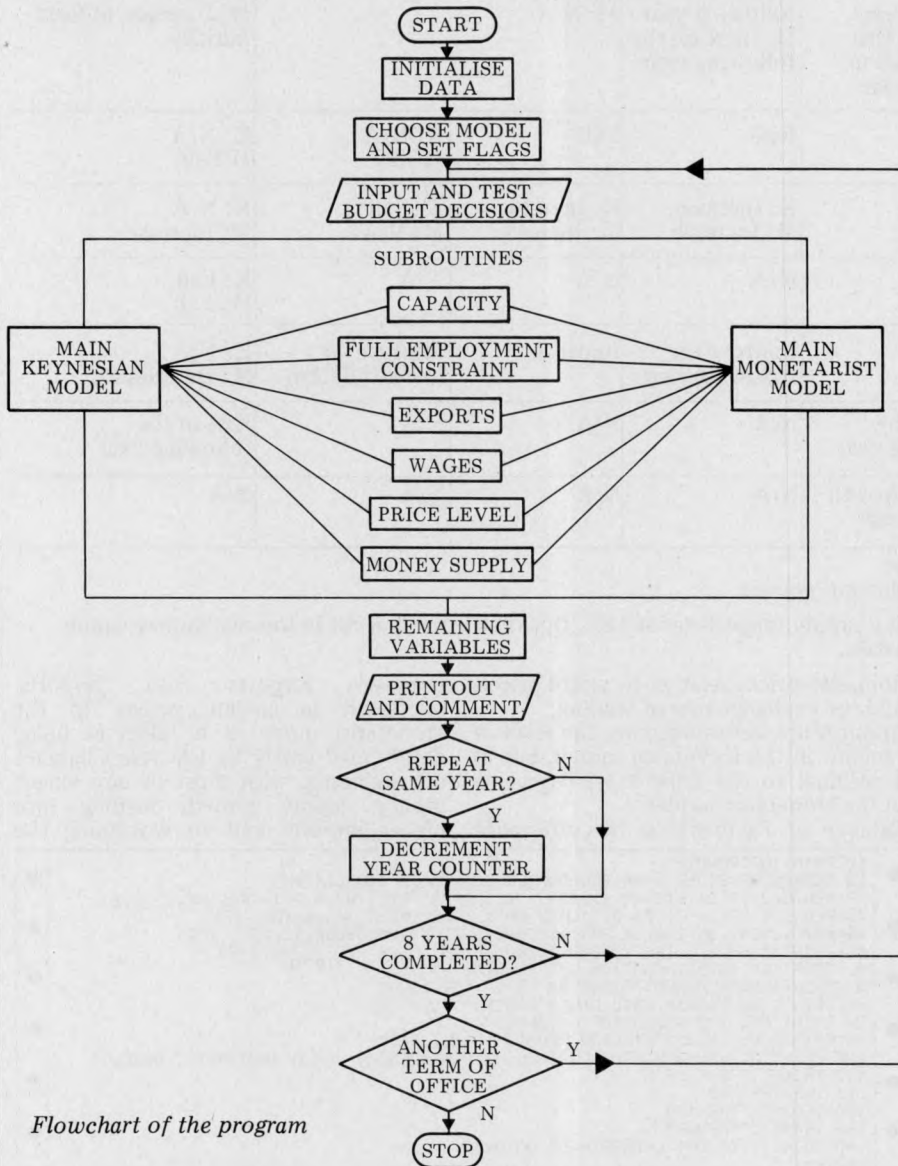 START
INITIALISE
DATA
CHOOSE MODEL
AND SET FLAGS
INPUT AND TEST
BUDGET DECISIONS
SUBROUTINES
CAPACITY
MAIN
KEYNESIAN
MODEL
FULL EMPLOYMENT
CONSTRAINT
MAIN
MONETARIST
MODEL
EXPORTS
WAGES
PRICE LEVEL
MONEY SUPPLY
REMAINING
VARIABLES
PRINTOUT
AND COMMENT
REPEAT
SAME YEAR?
N
Y
DECREMENT
YEAR COUNTER
8 YEARS
COMPLETED?
N
Y
ANOTHER
TERM OF
OFFICE
Y
N
STOP
Flowchart of the program